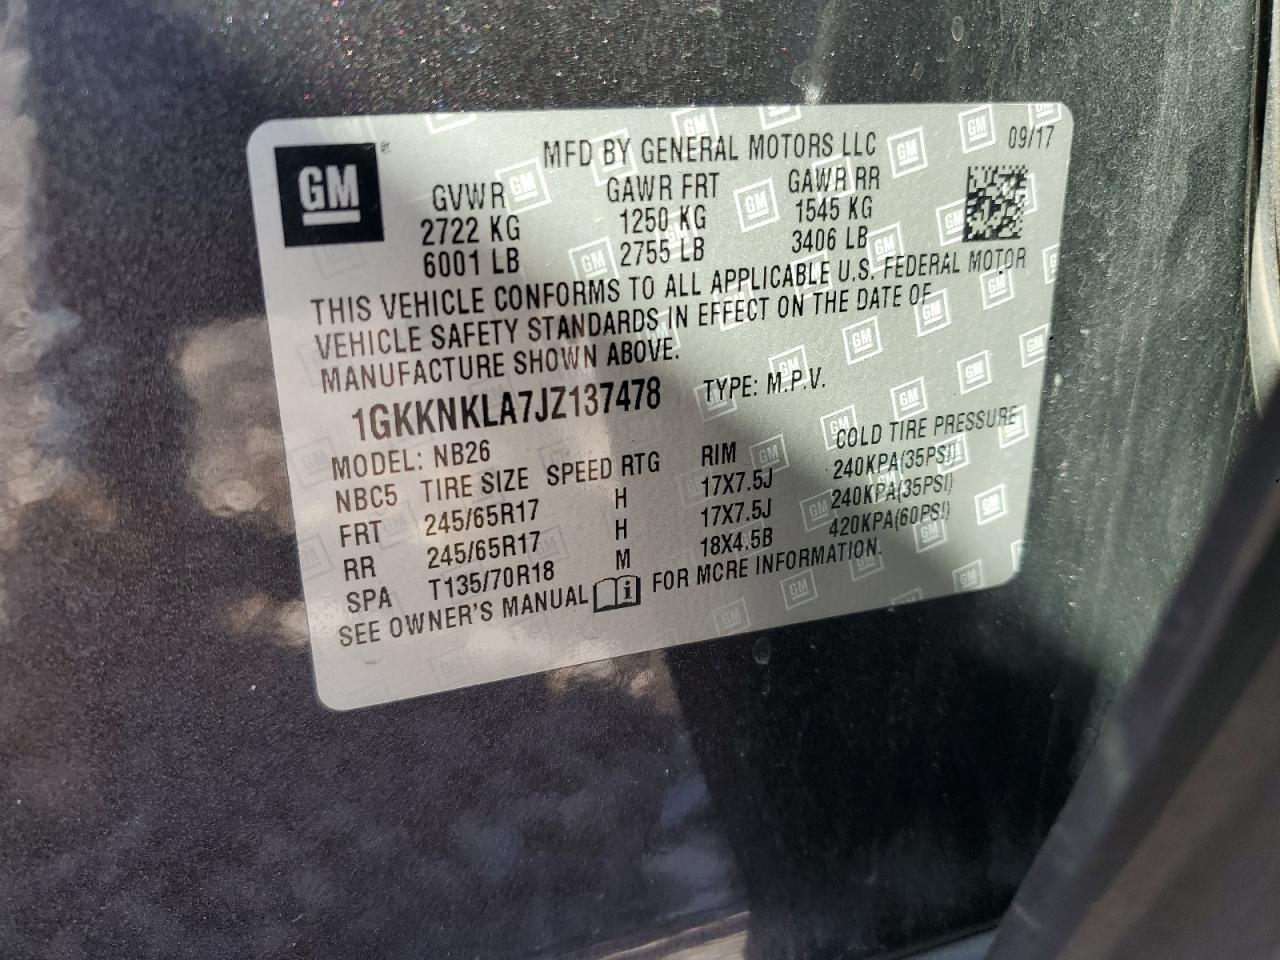 GM
MFD BY GENERAL MOTORS LLC 09/17
GVWR GAWR FRT GAWR RR
2722 KG 1250 KG 1545 KG
6001 LB 2755 LB 3406 LB
THIS VEHICLE CONFORMS TO ALL APPLICABLE U.S. FEDERAL MOTOR
VEHICLE SAFETY STANDARDS IN EFFECT ON THE DATE OF
MANUFACTURE SHOWN ABOVE.
1GKKNKLA7JZ137478 TYPE: M.P.V.
MODEL: NB26
NBC5 TIRE SIZE SPEED RTG RIM COLD TIRE PRESSURE
FRT 245/65R17 H 17X7.5J 240KPA(35PSI)
RR 245/65R17 H 17X7.5J 240KPA(35PSI)
SPA T135/70R18 M 18X4.5B 420KPA(60PSI)
SEE OWNER'S MANUAL FOR MORE INFORMATION.